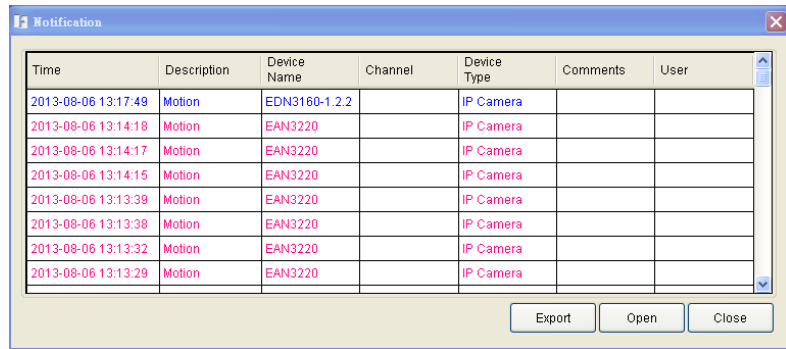 Notification
Time Description Device Name Channel Device Type Comments User
2013-08-06 13:17:49 Motion EDN3160-1.2.2 IP Camera
2013-08-06 13:14:18 Motion EAN3220 IP Camera
2013-08-06 13:14:17 Motion EAN3220 IP Camera
2013-08-06 13:14:15 Motion EAN3220 IP Camera
2013-08-06 13:13:39 Motion EAN3220 IP Camera
2013-08-06 13:13:38 Motion EAN3220 IP Camera
2013-08-06 13:13:32 Motion EAN3220 IP Camera
2013-08-06 13:13:29 Motion EAN3220 IP Camera
Export Open Close